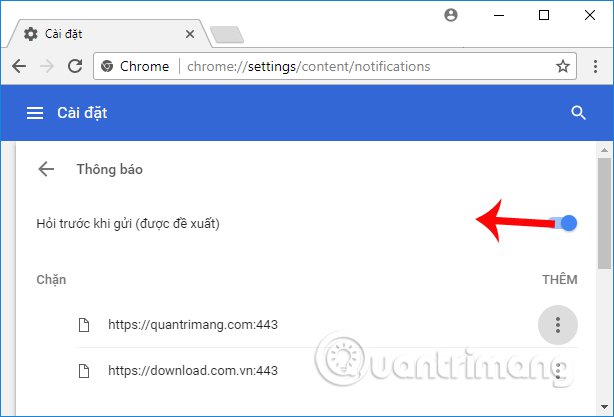 Cài đặt
Chrome chrome://settings/content/notifications
Cài đặt
Thông báo
Hỏi trước khi gửi (được đề xuất)
Chặn THÊM
https://quantrimang.com:443
https://download.com.vn:443
Quantrimang